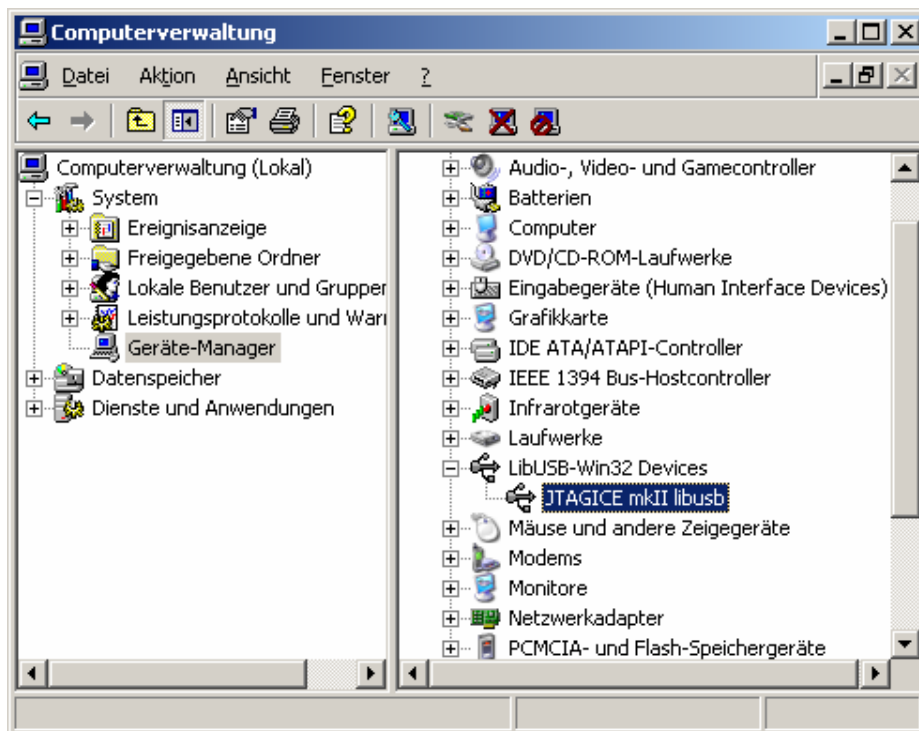 Computerverwaltung
Datei Aktion Ansicht Fenster ?
Computerverwaltung (Lokal)
System
Ereignisanzeige
Freigegebene Ordner
Lokale Benutzer und Gruppen
Leistungsprotokolle und Warn
Geräte-Manager
Datenspeicher
Dienste und Anwendungen
Audio-, Video- und Gamecontroller
Batterien
Computer
DVD/CD-ROM-Laufwerke
Eingabegeräte (Human Interface Devices)
Grafikkarte
IDE ATA/ATAPI-Controller
IEEE 1394 Bus-Hostcontroller
Infrarotgeräte
Laufwerke
LibUSB-Win32 Devices
JTAGICE mkII libusb
Mäuse und andere Zeigegeräte
Modems
Monitore
Netzwerkadapter
PCMCIA- und Flash-Speichergeräte